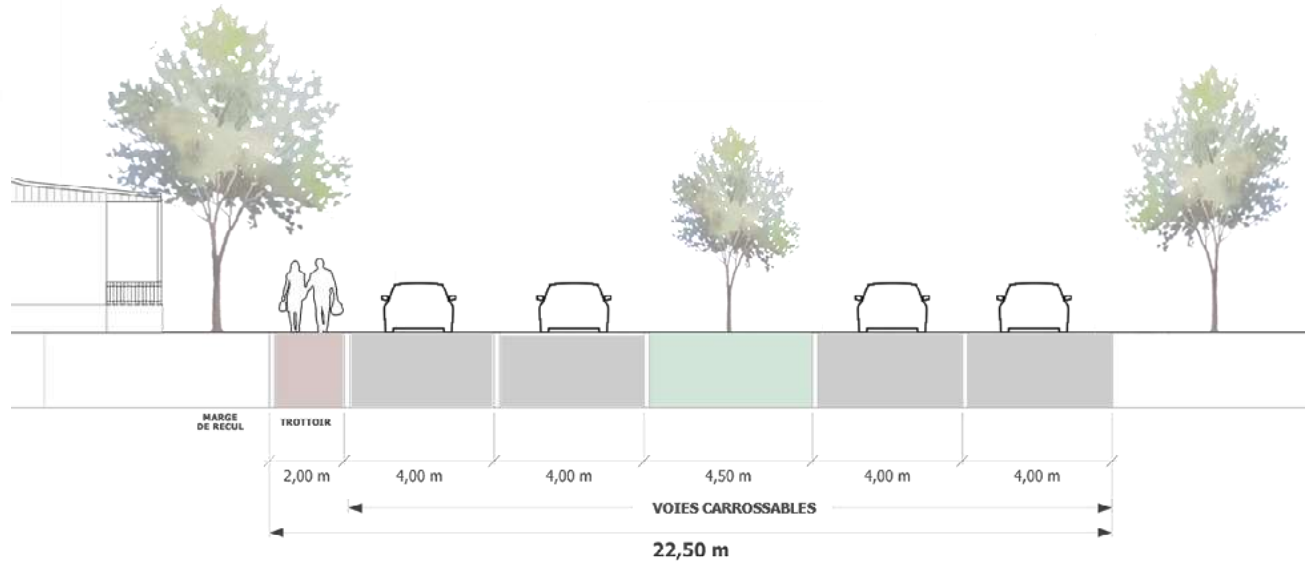 MARGE
DE RECUL
TROTTOIR
2,00 m
4,00 m
4,00 m
4,50 m
4,00 m
4,00 m
VOIES CARROSSABLES
22,50 m